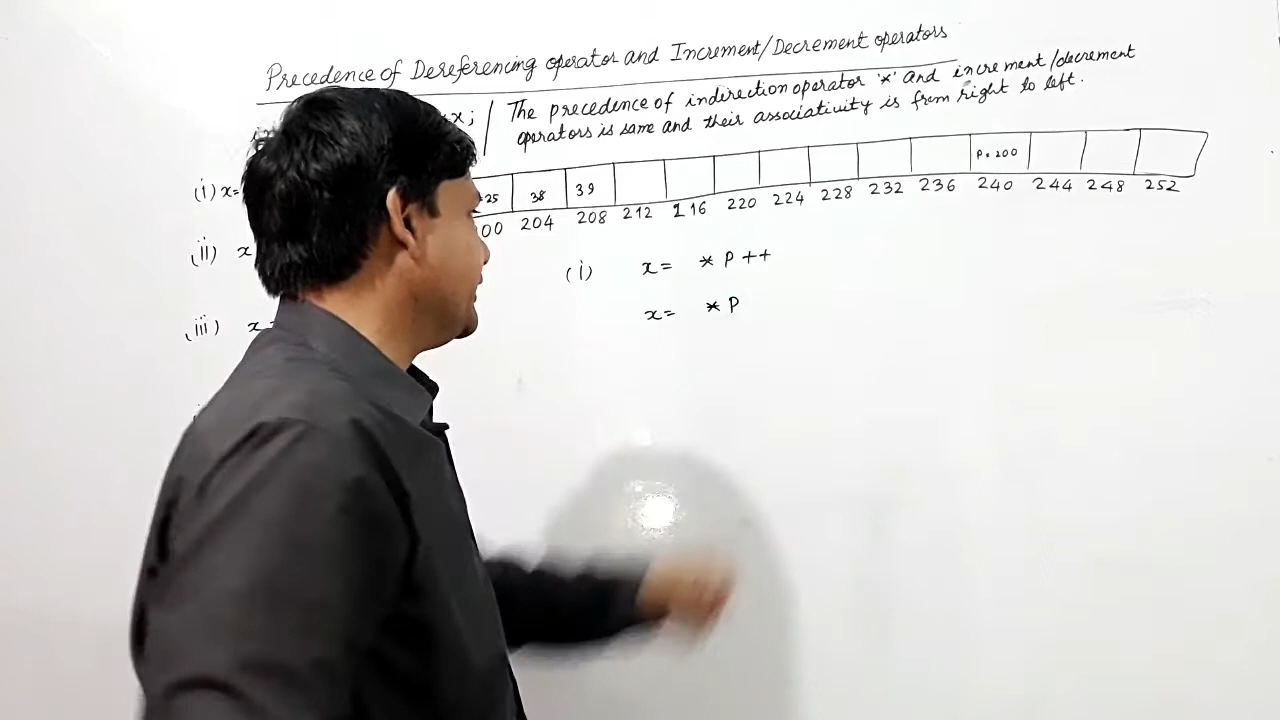 Precedence of Dereferencing operator and Increment/Decrement operators
x; | The precedence of indirection operator '*' and increment/decrement
operators is same and their associativity is from right to left.
P=200
(i) x= 25 38 39
00 204 208 212 216 220 224 228 232 236 240 244 248 252
(ii) x (i) x= *P++
(iii) x= x= *P